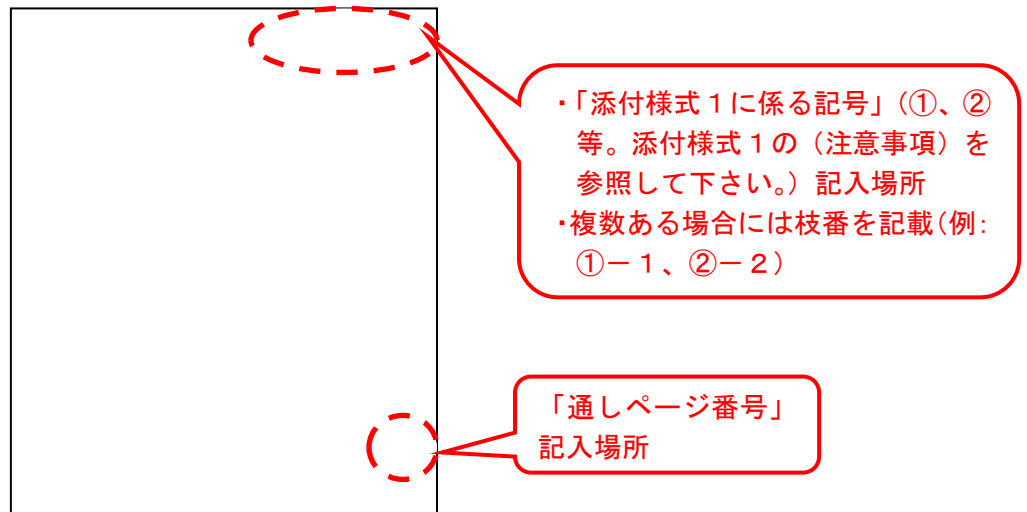 ・「添付様式１に係る記号」（①、②
等。添付様式１の（注意事項）を
参照して下さい。）記入場所
・複数ある場合には枝番を記載（例：
①－１、②－２）
「通しページ番号」
記入場所